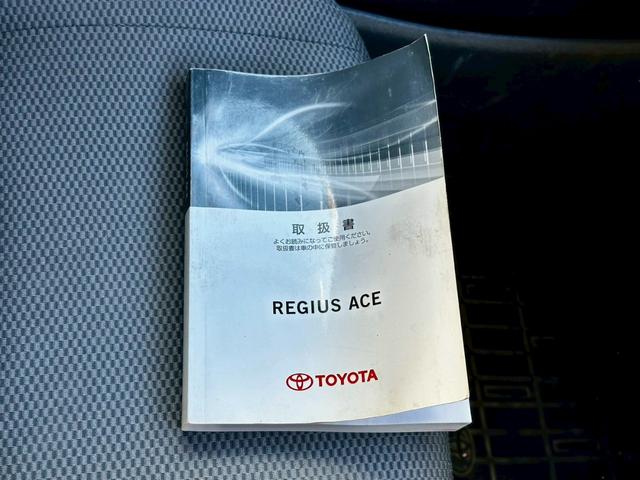 取扱書
よくお読みになってご使用ください。
取扱書は車の中に保管しましょう。
REGIUS ACE
TOYOTA